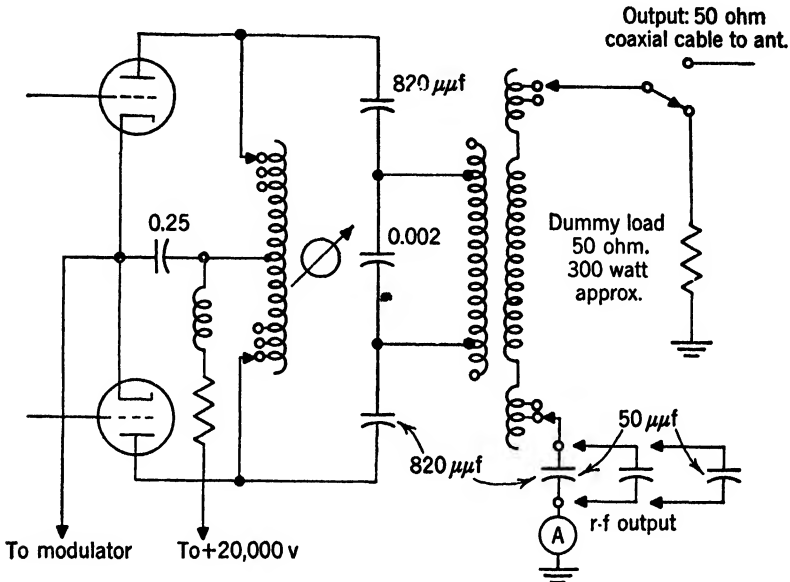 Output: 50 ohm
coaxial cable to ant.
820 μμf
0.25
0.002
Dummy load
50 ohm.
300 watt
approx.
50 μμf
820 μμf
r-f output
A
To modulator
To+20,000 v